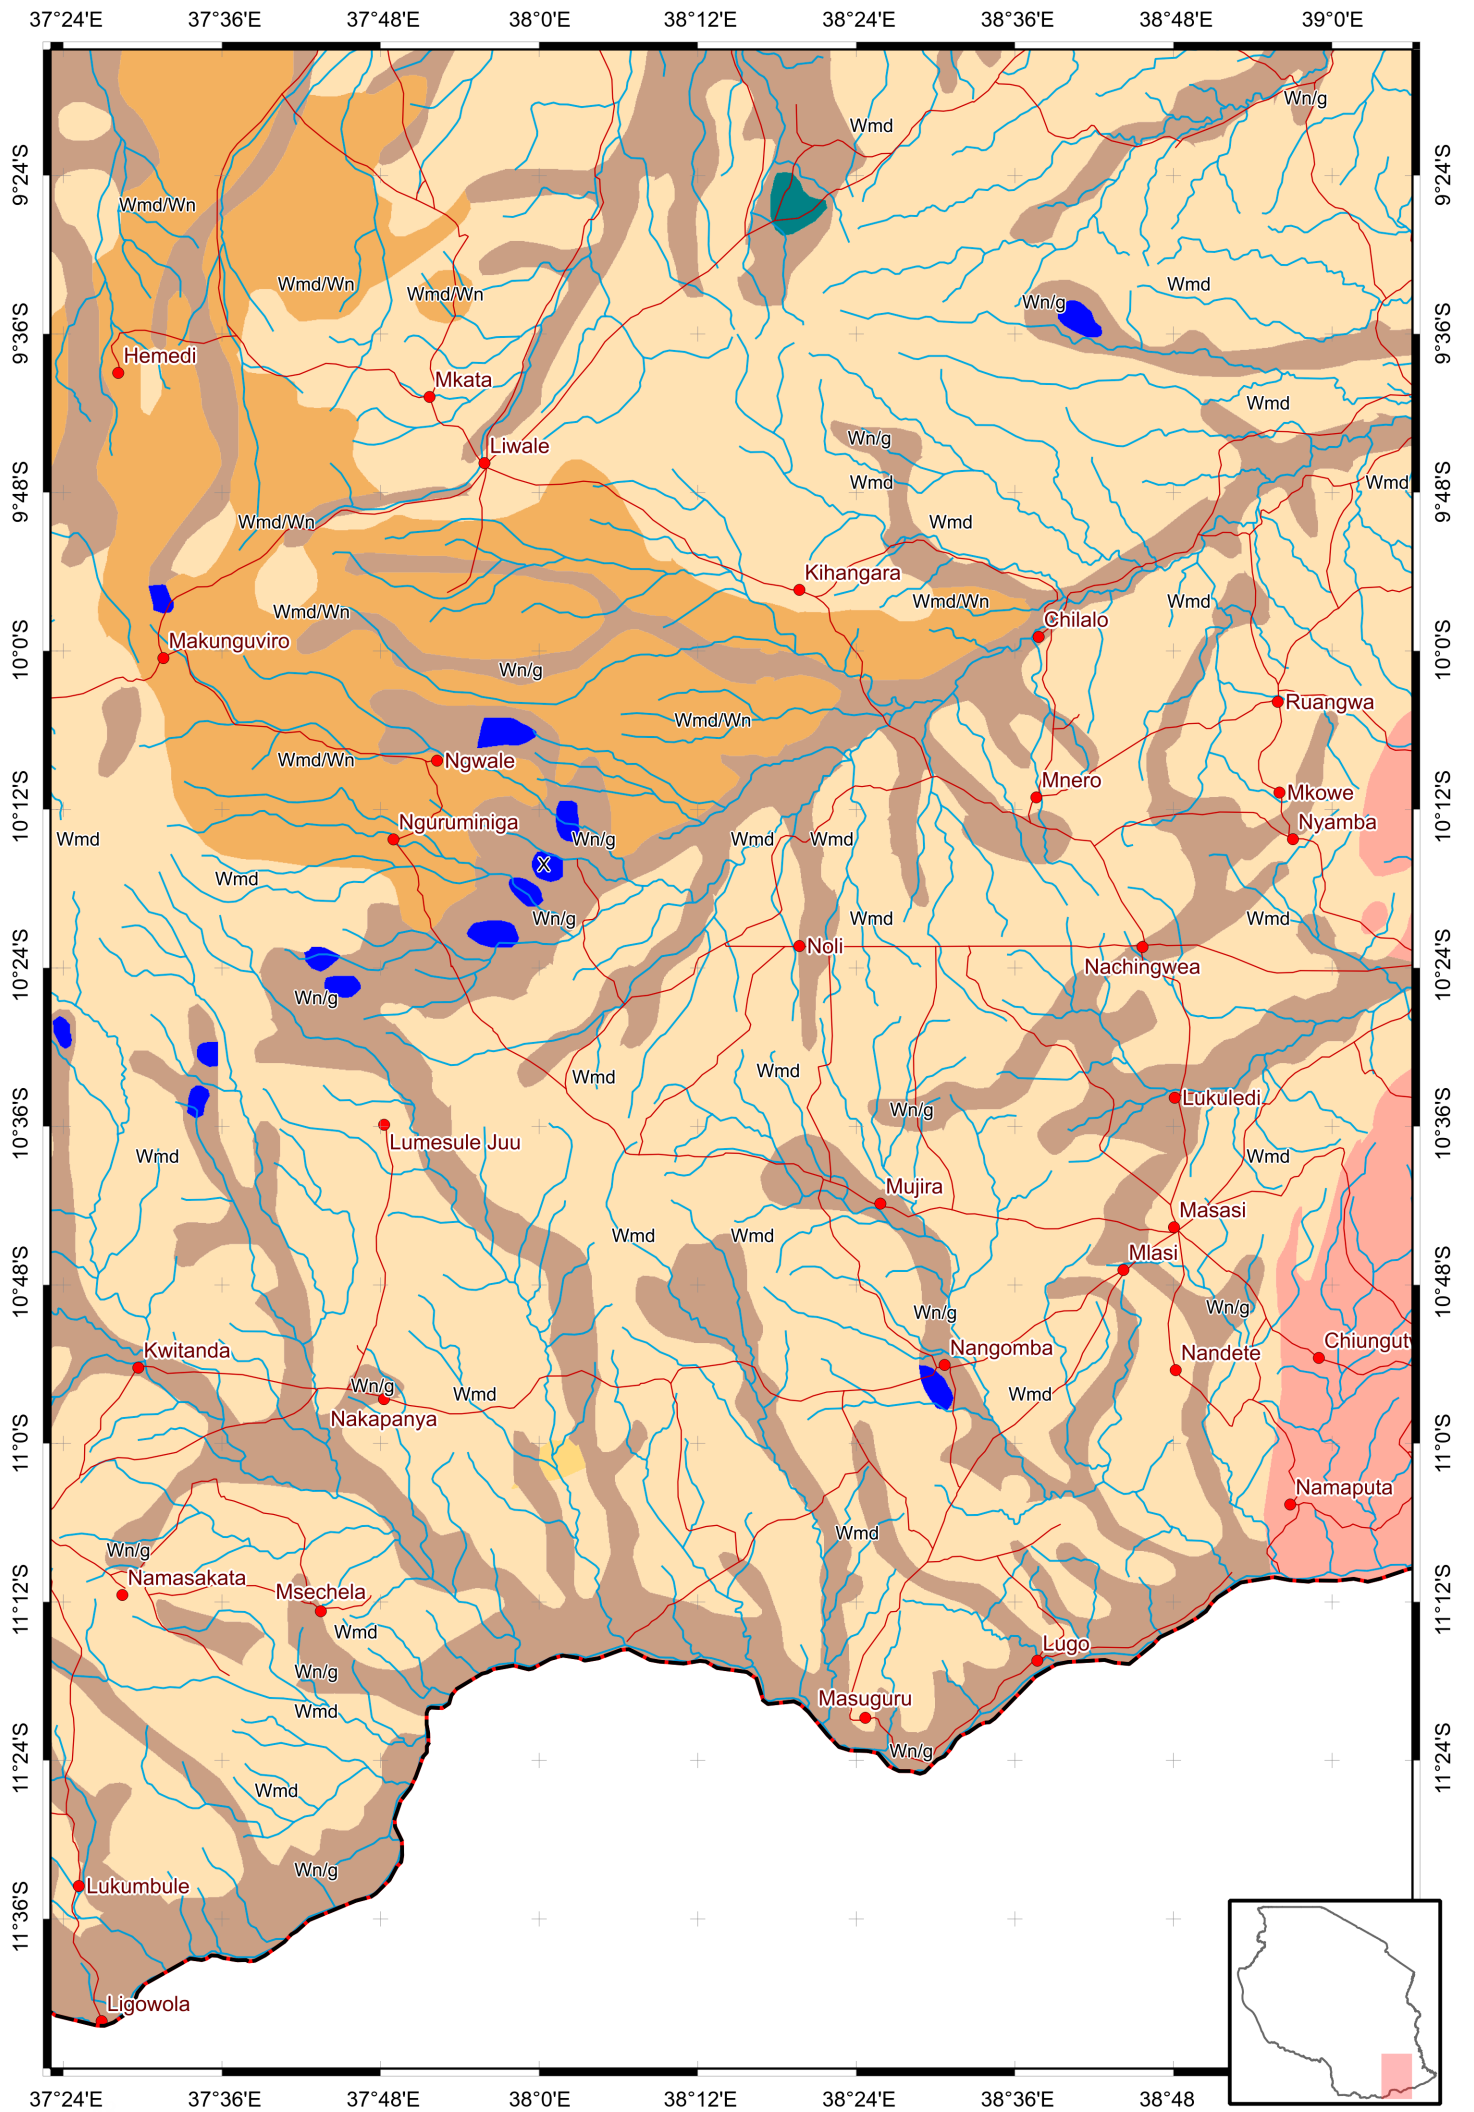 37°24'E 37°36'E 37°48'E 38°0'E 38°12'E 38°24'E 38°36'E 38°48'E 39°0'E
Wn/g
Wmd
9°24'S 9°24'S
Wmd/Wn
Wmd/Wn Wmd
Wmd/Wn
Wn/g
9°36'S 9°36'S
Hemedi
Mkata
Wmd
Wn/g
Liwale
Wmd Wmd
9°48'S 9°48'S
Wmd/Wn Wmd
Kihangara
Wmd/Wn Wmd/Wn Wmd
Chilalo
Makunguviro
10°0'S 10°0'S
Wn/g
Ruangwa
Wmd/Wn
Wmd/Wn Ngwale
Mnero
Mkowe
10°12'S 10°12'S
Nguruminiga Nyamba
Wmd Wn/g Wmd Wmd
X
Wmd
Wn/g Wmd Wmd
Noli
10°24'S Nachingwea 10°24'S
Wn/g
Wmd
Wmd
Lukuledi
Wn/g
10°36'S 10°36'S
Lumesule Juu
Wmd Wmd
Mujira
Masasi
Wmd Wmd
Mlasi
10°48'S 10°48'S
Wn/g Wn/g
Kwitanda Nangomba Nandete Chiungutw
Wn/g Wmd Wmd
Nakapanya
11°0'S 11°0'S
Namaputa
Wmd
Wn/g
Namasakata
Msechela
11°12'S 11°12'S
Wmd
Lugo
Wn/g
Masuguru
Wmd
Wn/g
11°24'S 11°24'S
Wmd
Wn/g
Lukumbule
11°36'S 11°36'S
Ligowola
37°24'E 37°36'E 37°48'E 38°0'E 38°12'E 38°24'E 38°36'E 38°48